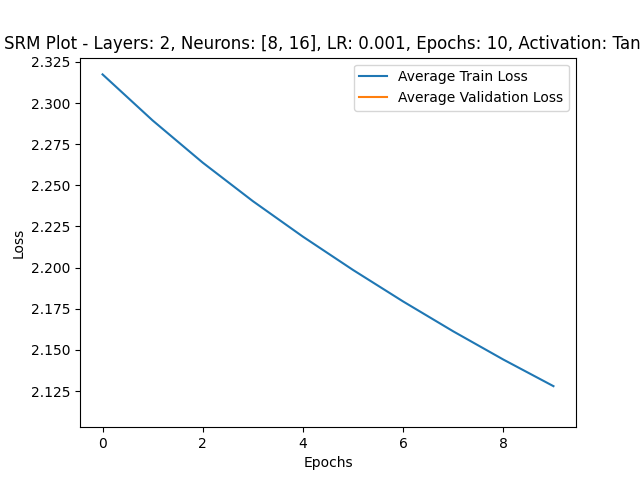 SRM Plot - Layers: 2, Neurons: [8, 16], LR: 0.001, Epochs: 10, Activation: Tan
Average Train Loss
Average Validation Loss
Loss
2.325
2.300
2.275
2.250
2.225
2.200
2.175
2.150
2.125
0 2 4 6 8
Epochs